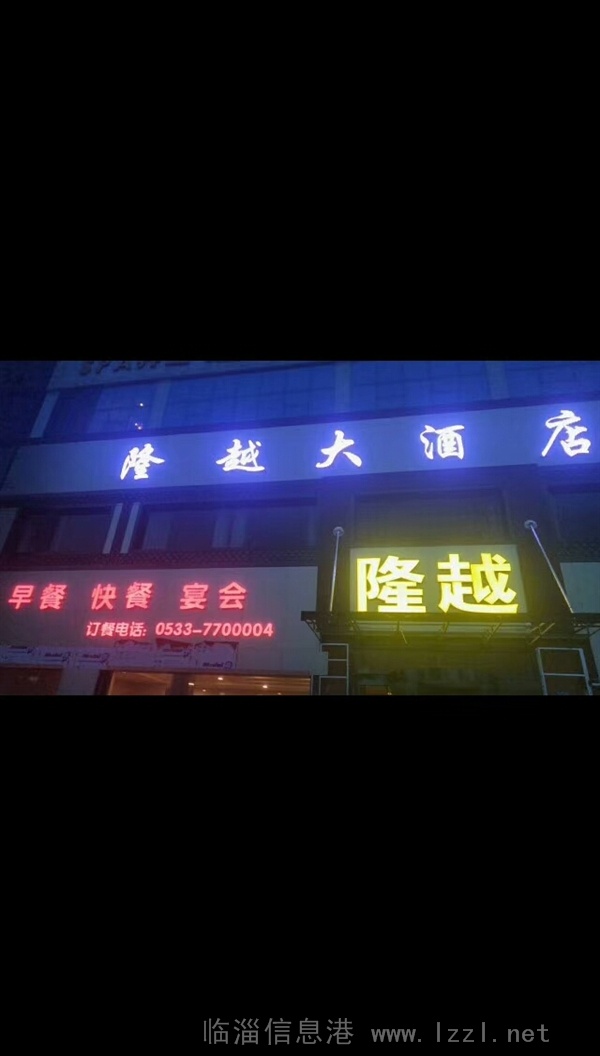 隆越大酒店
隆越
早餐 快餐 宴会
订餐电话: 0533-7700004
临淄信息港 www.lzzl.net